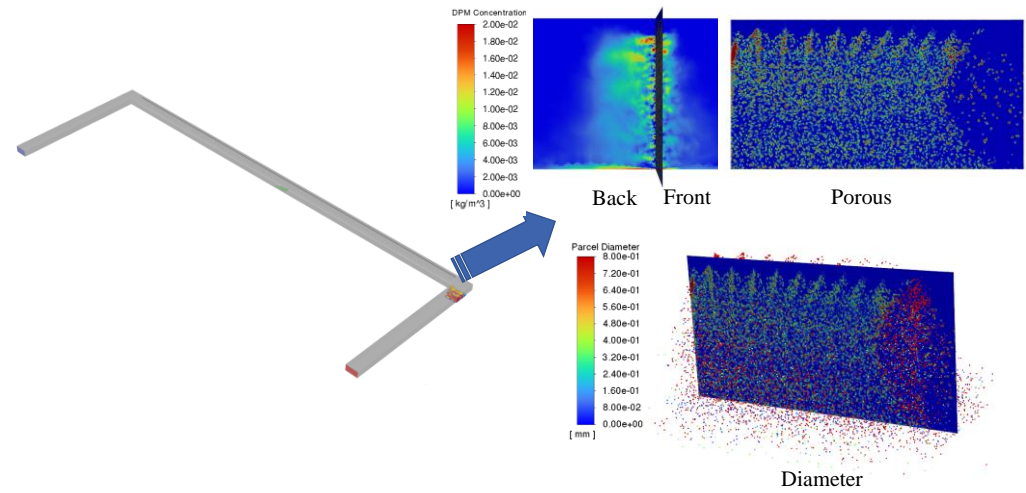 DPM Concentration
2.00e-02
1.80e-02
1.60e-02
1.40e-02
1.20e-02
1.00e-02
8.00e-03
6.00e-03
4.00e-03
2.00e-03
0.00e+00
[ kg/m^3 ]
Back
Front
Porous
Parcel Diameter
8.00e-01
7.20e-01
6.40e-01
5.60e-01
4.80e-01
4.00e-01
3.20e-01
2.40e-01
1.60e-01
8.00e-02
0.00e+00
[ mm ]
Diameter